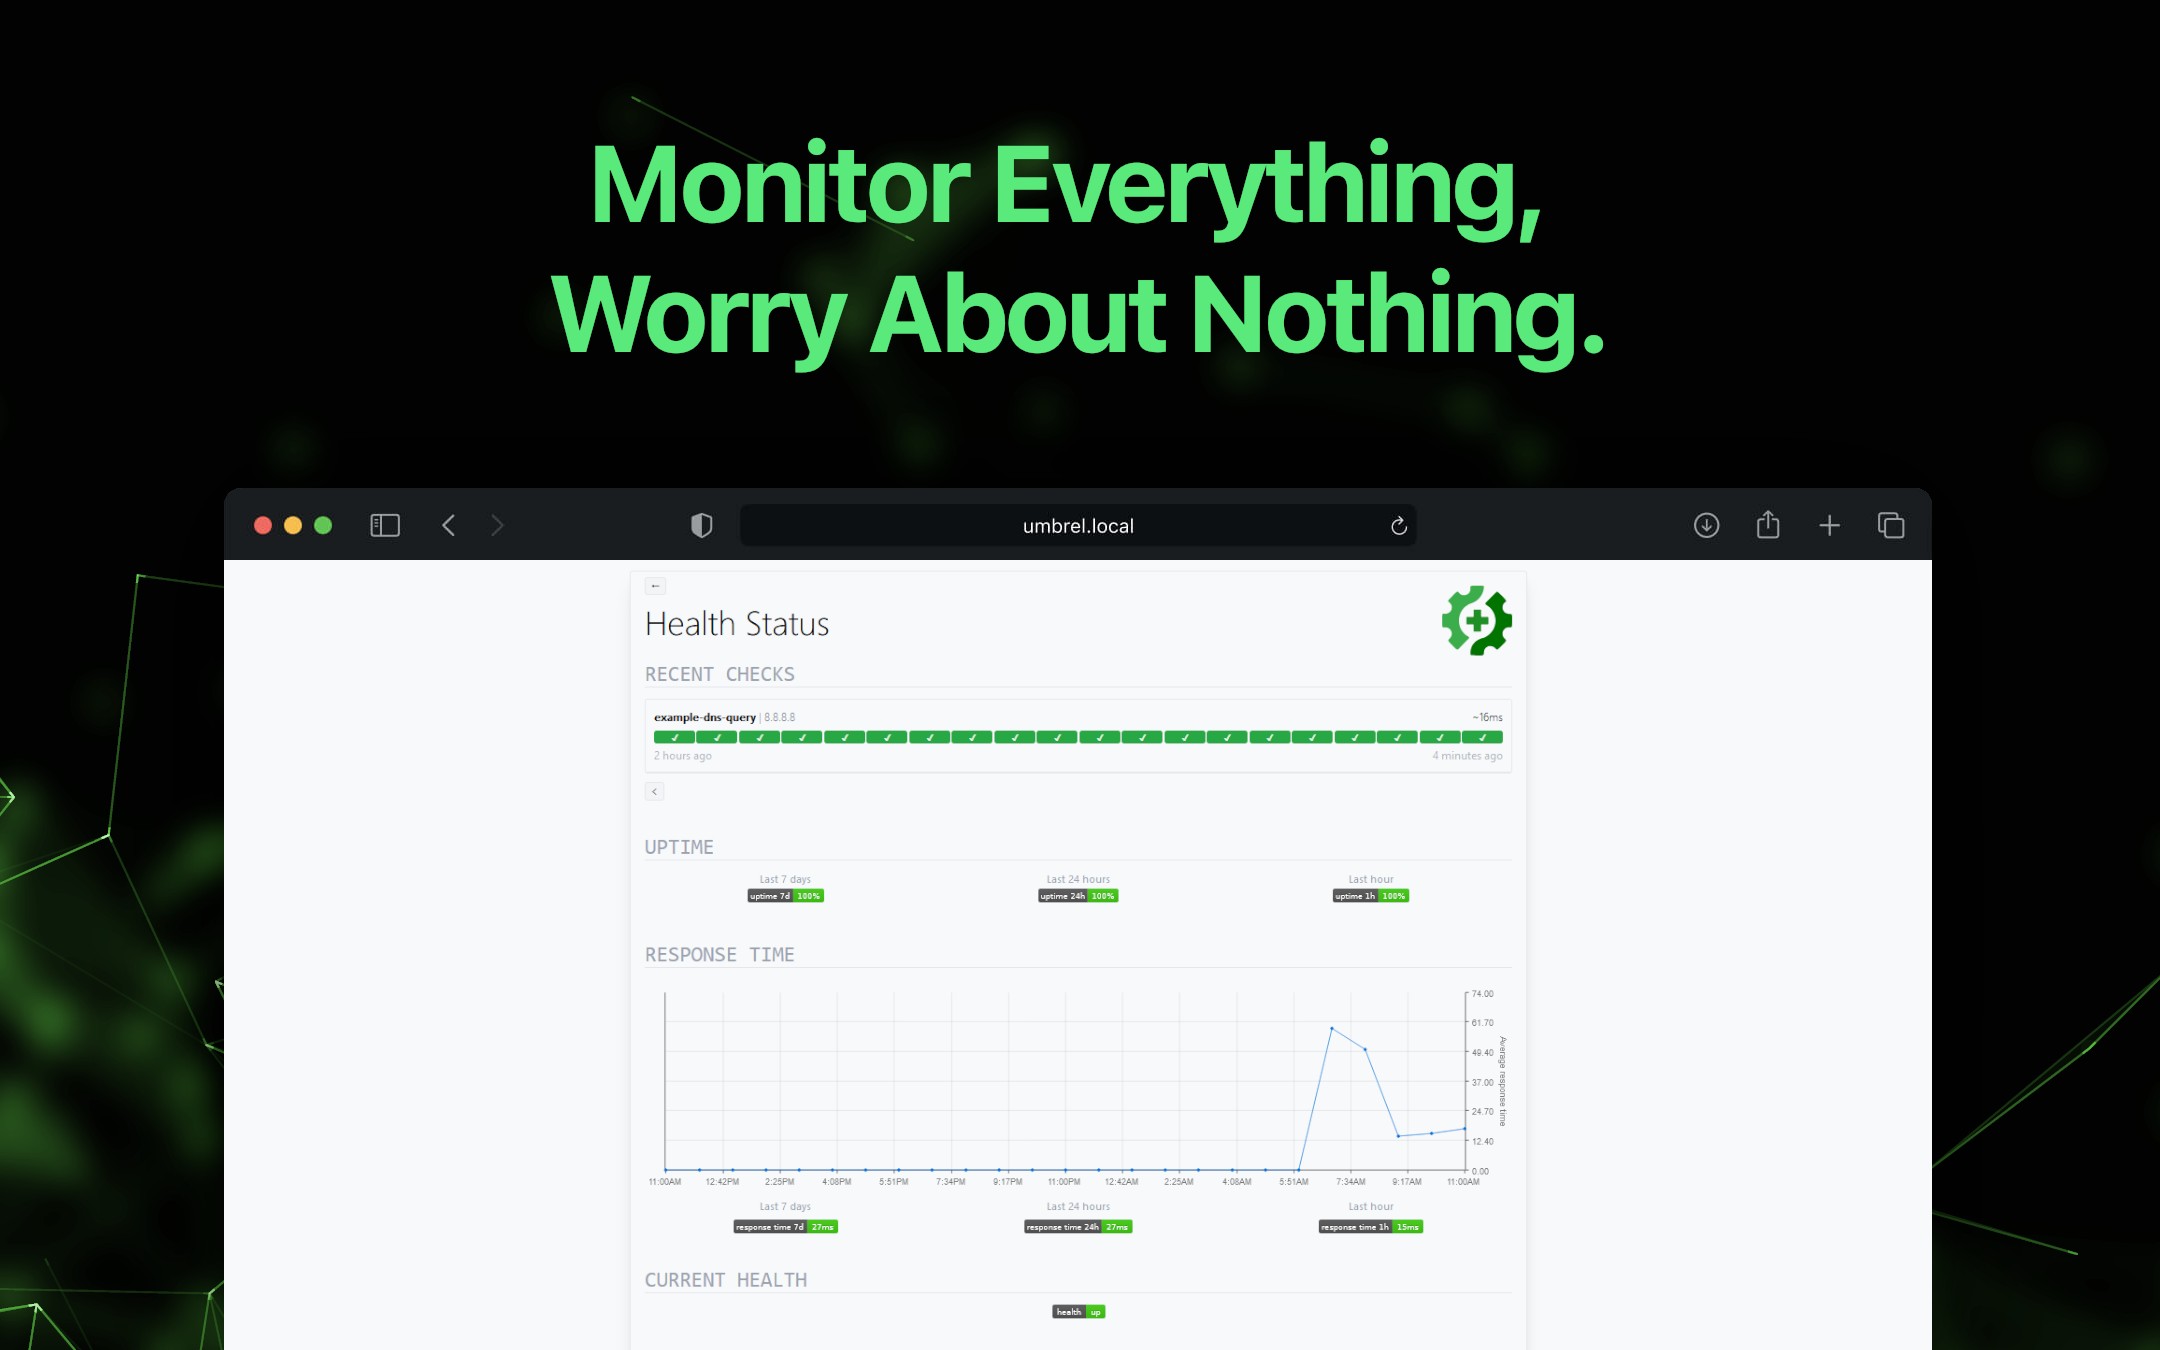 Monitor Everything,
Worry About Nothing.
umbrel.local
←
Health Status
RECENT CHECKS
example-dns-query | 8.8.8.8 ~16ms
✓ ✓ ✓ ✓ ✓ ✓ ✓ ✓ ✓ ✓ ✓ ✓ ✓ ✓ ✓ ✓ ✓ ✓ ✓ ✓
2 hours ago 4 minutes ago
<
UPTIME
Last 7 days Last 24 hours Last hour
uptime 7d 100% uptime 24h 100% uptime 1h 100%
RESPONSE TIME
74.00
61.70
49.40
37.00
24.70
12.40
0.00
Average response time
11:00AM 12:42PM 2:25PM 4:08PM 5:51PM 7:34PM 9:17PM 11:00PM 12:42AM 2:25AM 4:08AM 5:51AM 7:34AM 9:17AM 11:00AM
Last 7 days Last 24 hours Last hour
response time 7d 27ms response time 24h 27ms response time 1h 15ms
CURRENT HEALTH
health up